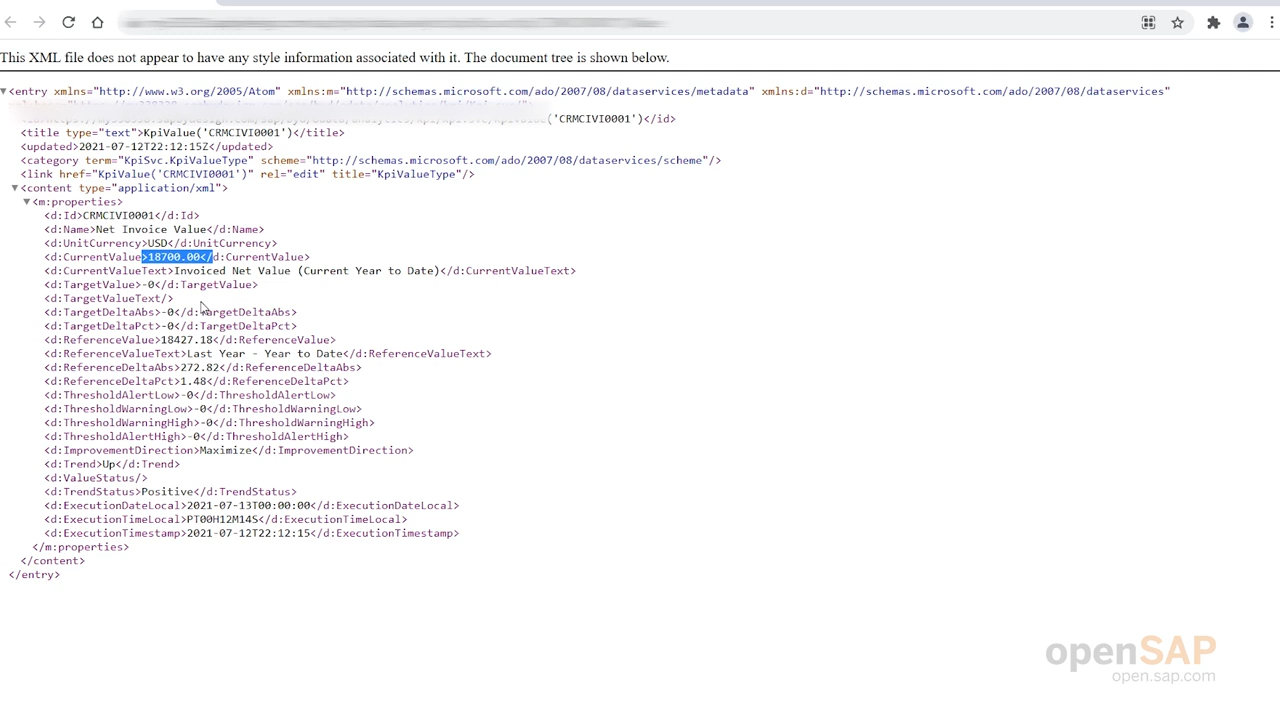 This XML file does not appear to have any style information associated with it. The document tree is shown below.
▼<entry xmlns="http://www.w3.org/2005/Atom" xmlns:m="http://schemas.microsoft.com/ado/2007/08/dataservices/metadata" xmlns:d="http://schemas.microsoft.com/ado/2007/08/dataservices"
('CRMCIVI0001')</id>
<title type="text">KpiValue('CRMCIVI0001')</title>
<updated>2021-07-12T22:12:15Z</updated>
<category term="KpiSvc.KpiValueType" scheme="http://schemas.microsoft.com/ado/2007/08/dataservices/scheme"/>
<link href="KpiValue('CRMCIVI0001')" rel="edit" title="KpiValueType"/>
▼<content type="application/xml">
▼<m:properties>
<d:Id>CRMCIVI0001</d:Id>
<d:Name>Net Invoice Value</d:Name>
<d:UnitCurrency>USD</d:UnitCurrency>
<d:CurrentValue>18700.00</d:CurrentValue>
<d:CurrentValueText>Invoiced Net Value (Current Year to Date)</d:CurrentValueText>
<d:TargetValue>-0</d:TargetValue>
<d:TargetValueText/>
<d:TargetDeltaAbs>-0</d:TargetDeltaAbs>
<d:TargetDeltaPct>-0</d:TargetDeltaPct>
<d:ReferenceValue>18427.18</d:ReferenceValue>
<d:ReferenceValueText>Last Year - Year to Date</d:ReferenceValueText>
<d:ReferenceDeltaAbs>272.82</d:ReferenceDeltaAbs>
<d:ReferenceDeltaPct>1.48</d:ReferenceDeltaPct>
<d:ThresholdAlertLow>-0</d:ThresholdAlertLow>
<d:ThresholdWarningLow>-0</d:ThresholdWarningLow>
<d:ThresholdWarningHigh>-0</d:ThresholdWarningHigh>
<d:ThresholdAlertHigh>-0</d:ThresholdAlertHigh>
<d:ImprovementDirection>Maximize</d:ImprovementDirection>
<d:Trend>Up</d:Trend>
<d:ValueStatus/>
<d:TrendStatus>Positive</d:TrendStatus>
<d:ExecutionDateLocal>2021-07-13T00:00:00</d:ExecutionDateLocal>
<d:ExecutionTimeLocal>PT00H12M14S</d:ExecutionTimeLocal>
<d:ExecutionTimestamp>2021-07-12T22:12:15</d:ExecutionTimestamp>
</m:properties>
</content>
</entry>
openSAP
open.sap.com